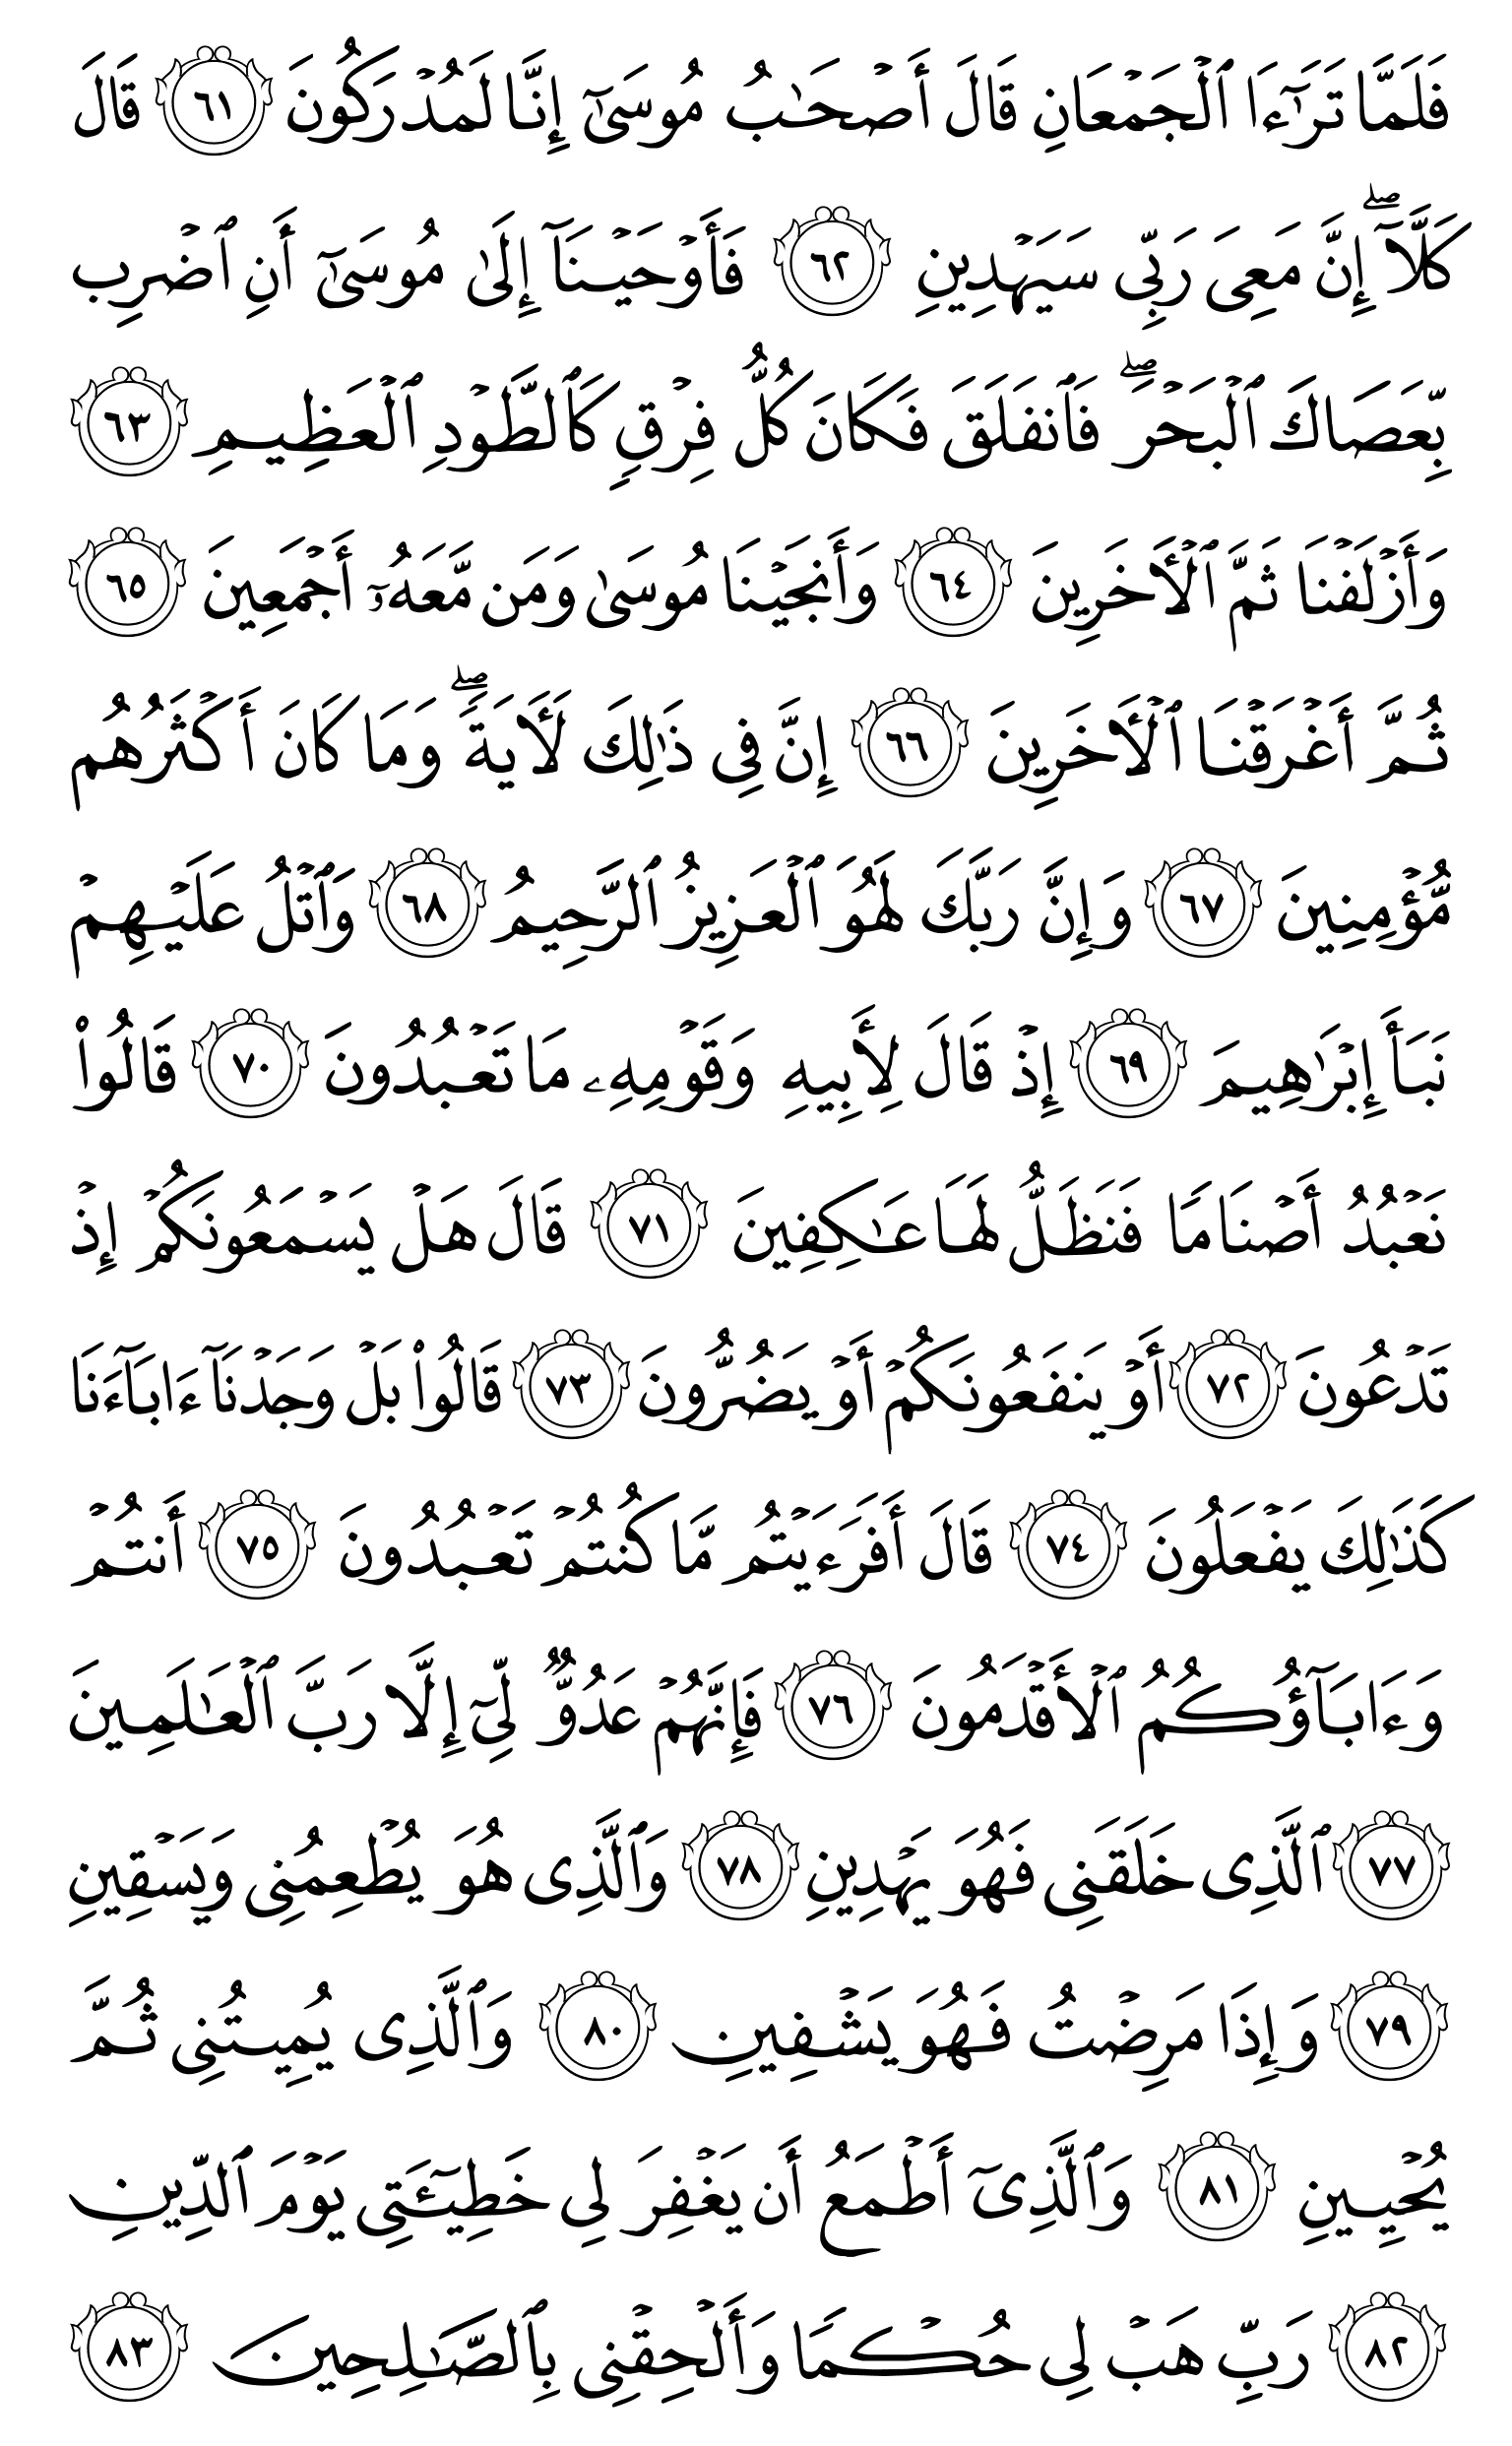 فَلَمَّا تَرَٰٓءَا ٱلۡجَمۡعَانِ قَالَ أَصۡحَٰبُ مُوسَىٰٓ إِنَّا لَمُدۡرَكُونَ ٦١ قَالَ
كَلَّآۖ إِنَّ مَعِيَ رَبِّي سَيَهۡدِينِ ٦٢ فَأَوۡحَيۡنَآ إِلَىٰ مُوسَىٰٓ أَنِ ٱضۡرِب
بِّعَصَاكَ ٱلۡبَحۡرَۖ فَٱنفَلَقَ فَكَانَ كُلُّ فِرۡقٖ كَٱلطَّوۡدِ ٱلۡعَظِيمِ ٦٣
وَأَزۡلَفۡنَا ثَمَّ ٱلۡأٓخَرِينَ ٦٤ وَأَنجَيۡنَا مُوسَىٰ وَمَن مَّعَهُۥٓ أَجۡمَعِينَ ٦٥
ثُمَّ أَغۡرَقۡنَا ٱلۡأٓخَرِينَ ٦٦ إِنَّ فِي ذَٰلِكَ لَأٓيَةٗۖ وَمَا كَانَ أَكۡثَرُهُم
مُّؤۡمِنِينَ ٦٧ وَإِنَّ رَبَّكَ لَهُوَ ٱلۡعَزِيزُ ٱلرَّحِيمُ ٦٨ وَٱتۡلُ عَلَيۡهِمۡ
نَبَأَ إِبۡرَٰهِيمَ ٦٩ إِذۡ قَالَ لِأَبِيهِ وَقَوۡمِهِۦ مَا تَعۡبُدُونَ ٧٠ قَالُواْ
نَعۡبُدُ أَصۡنَامٗا فَنَظَلُّ لَهَا عَٰكِفِينَ ٧١ قَالَ هَلۡ يَسۡمَعُونَكُمۡ إِذۡ
تَدۡعُونَ ٧٢ أَوۡ يَنفَعُونَكُمۡ أَوۡ يَضُرُّونَ ٧٣ قَالُواْ بَلۡ وَجَدۡنَآ ءَابَآءَنَا
كَذَٰلِكَ يَفۡعَلُونَ ٧٤ قَالَ أَفَرَءَيۡتُم مَّا كُنتُمۡ تَعۡبُدُونَ ٧٥ أَنتُمۡ
وَءَابَآؤُكُمُ ٱلۡأَقۡدَمُونَ ٧٦ فَإِنَّهُمۡ عَدُوّٞ لِّيٓ إِلَّا رَبَّ ٱلۡعَٰلَمِينَ
٧٧ ٱلَّذِي خَلَقَنِي فَهُوَ يَهۡدِينِ ٧٨ وَٱلَّذِي هُوَ يُطۡعِمُنِي وَيَسۡقِينِ
٧٩ وَإِذَا مَرِضۡتُ فَهُوَ يَشۡفِينِ ٨٠ وَٱلَّذِي يُمِيتُنِي ثُمَّ
يُحۡيِينِ ٨١ وَٱلَّذِيٓ أَطۡمَعُ أَن يَغۡفِرَ لِي خَطِيٓـَٔتِي يَوۡمَ ٱلدِّينِ
٨٢ رَبِّ هَبۡ لِي حُكۡمٗا وَأَلۡحِقۡنِي بِٱلصَّٰلِحِينَ ٨٣